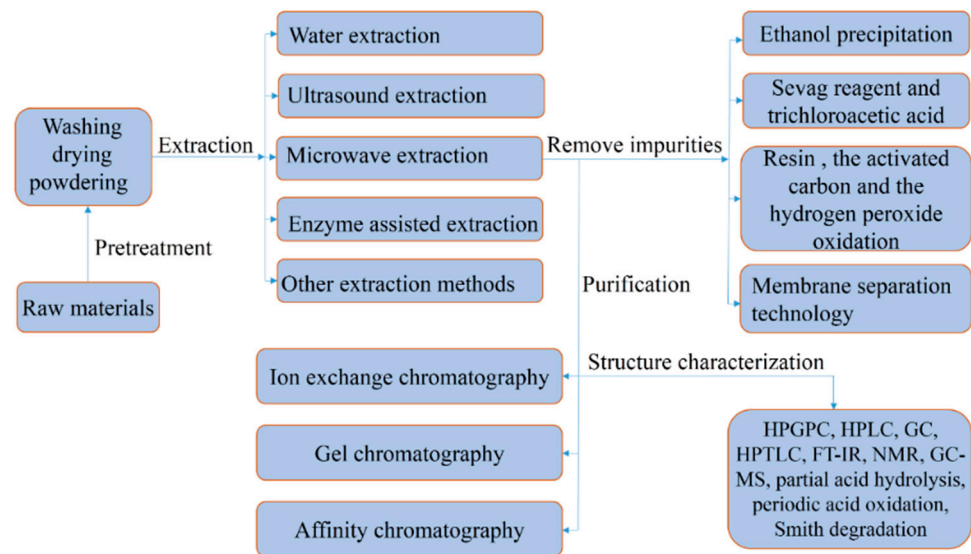 Water extraction
Ethanol precipitation
Ultrasound extraction
Sevag reagent and
trichloroacetic acid
Washing
drying
powdering
Extraction
Microwave extraction
Remove impurities
Resin , the activated
carbon and the
hydrogen peroxide
oxidation
Enzyme assisted extraction
Pretreatment
Other extraction methods
Purification
Membrane separation
technology
Raw materials
Ion exchange chromatography
Structure characterization
Gel chromatography
HPGPC, HPLC, GC,
HPTLC, FT-IR, NMR, GC-
MS, partial acid hydrolysis,
periodic acid oxidation,
Smith degradation
Affinity chromatography